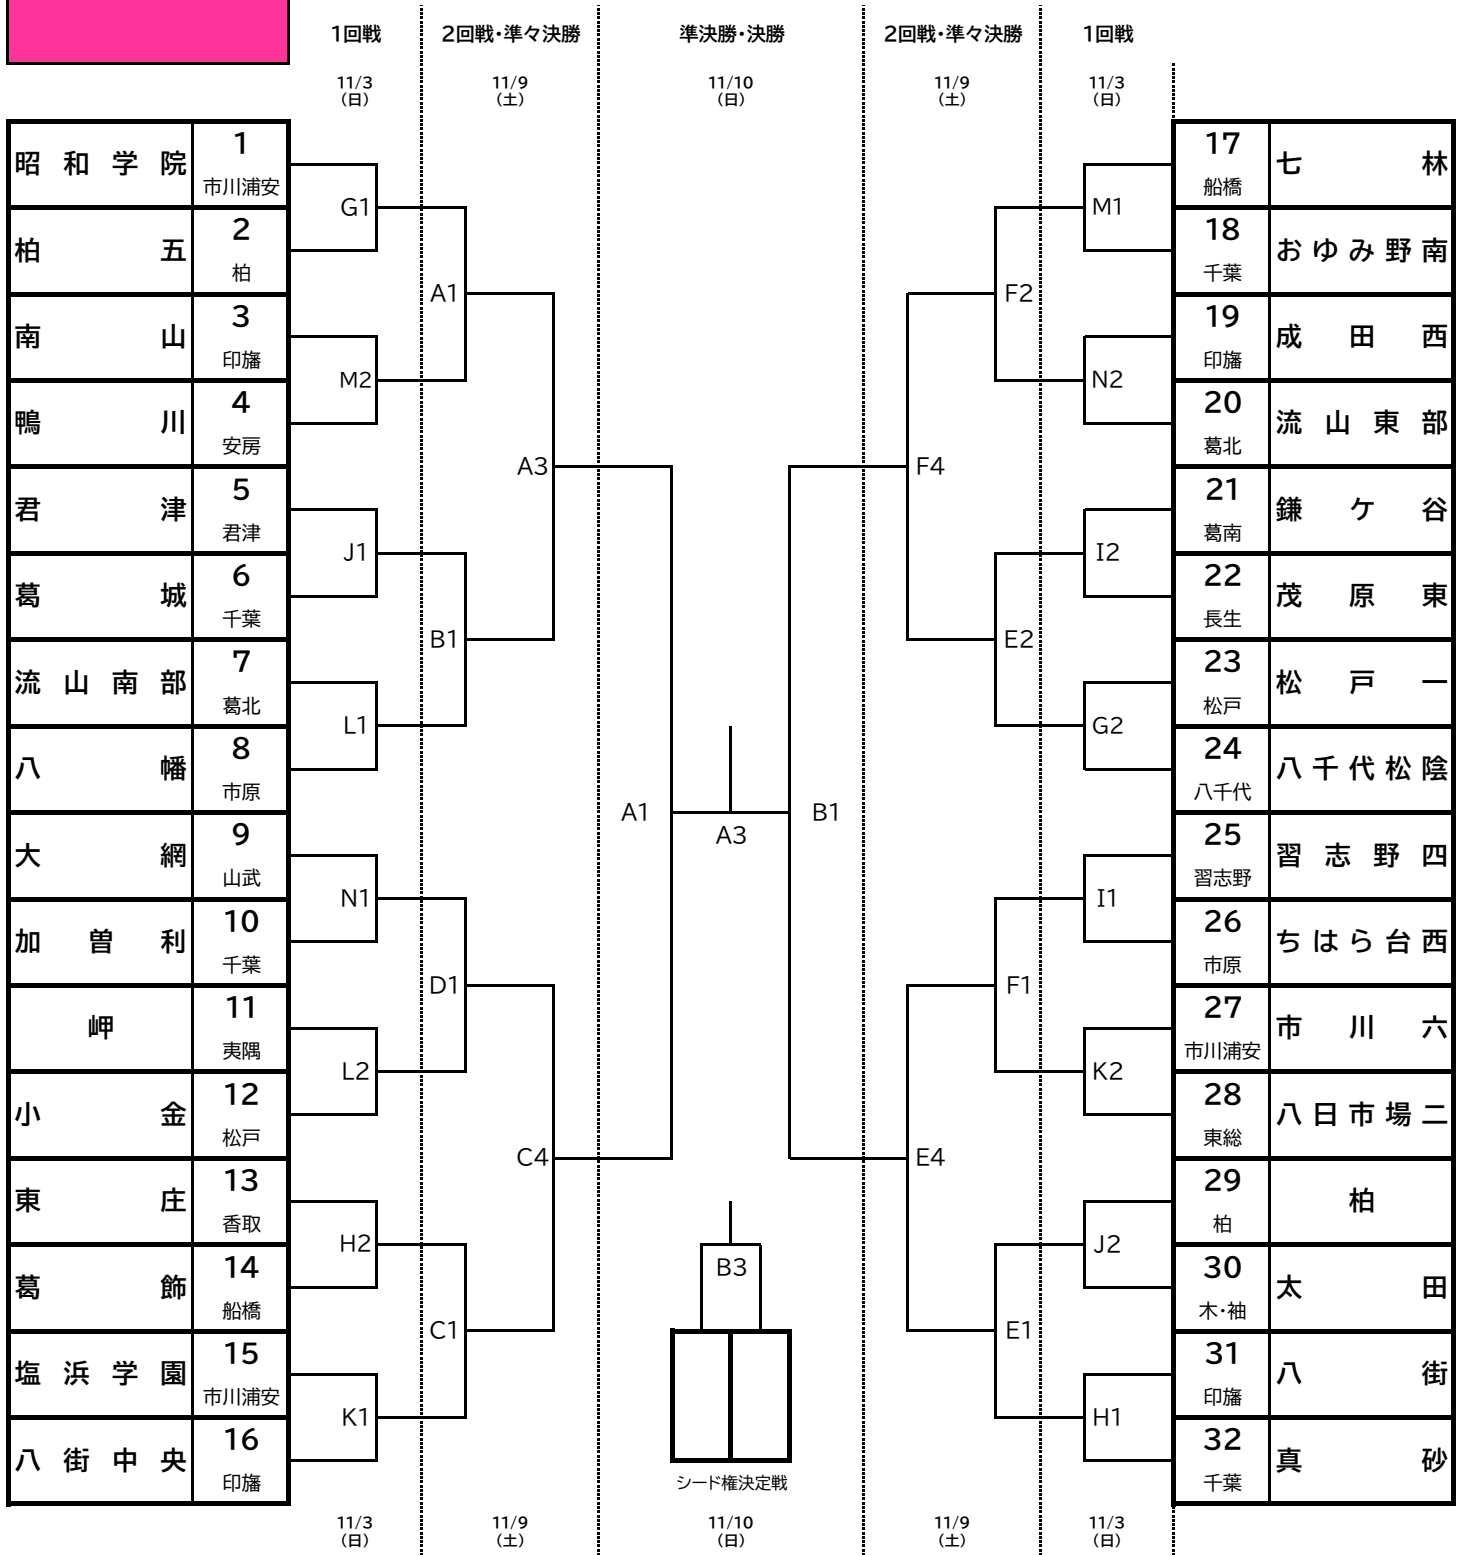 1回戦 2回戦・準々決勝 準決勝・決勝 2回戦・準々決勝 1回戦
11/3 11/9 11/10 11/9 11/3
(日) (土) (日) (土) (日)
昭和学院 1 市川浦安
柏五 2 柏
南山 3 印旛
鴨川 4 安房
君津 5 君津
葛城 6 千葉
流山南部 7 葛北
八幡 8 市原
大網 9 山武
加曽利 10 千葉
岬 11 夷隅
小金 12 松戸
東庄 13 香取
葛飾 14 船橋
塩浜学園 15 市川浦安
八街中央 16 印旛
G1
M2
J1
L1
N1
L2
H2
K1
A1
B1
D1
C1
A3
C4
A1
A3
B1
B3
シード権決定戦
F4
E4
F2
E2
F1
E1
M1
N2
I2
G2
I1
K2
J2
H1
17 船橋 七林
18 千葉 おゆみ野南
19 印旛 成田西
20 葛北 流山東部
21 葛南 鎌ケ谷
22 長生 茂原東
23 松戸 松戸一
24 八千代 八千代松陰
25 習志野 習志野四
26 市原 ちはら台西
27 市川浦安 市川六
28 東総 八日市場二
29 柏 柏
30 木・袖 太田
31 印旛 八街
32 千葉 真砂
11/3 11/9 11/10 11/9 11/3
(日) (土) (日) (土) (日)